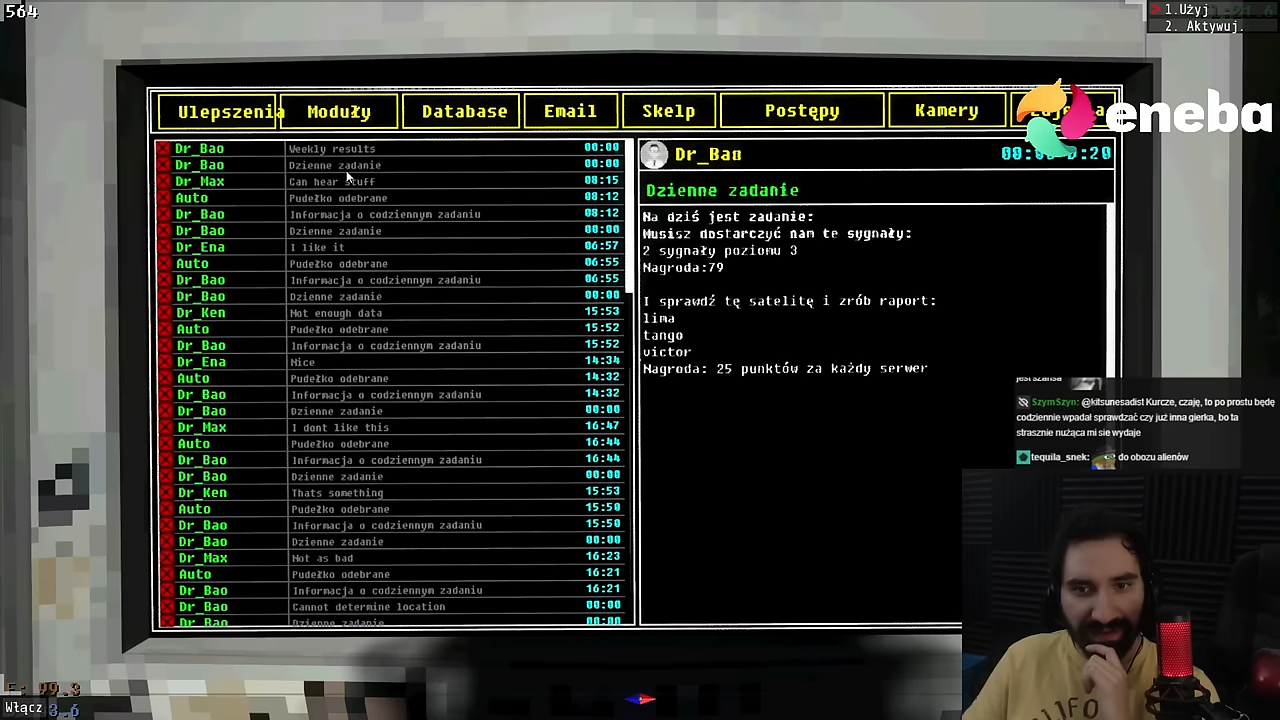 564
1.Użyj
2. Aktywuj.
Ulepszenia Moduły Database Email Skelp Postępy Kamery
eneba
Dr_Bao Weekly results 00:00
Dr_Bao Dzienne zadanie 00:00
Dr_Max Can hear stuff 08:15
Auto Pudełko odebrane 08:12
Dr_Bao Informacja o codziennym zadaniu 08:12
Dr_Bao Dzienne zadanie 00:00
Dr_Ena I like it 06:57
Auto Pudełko odebrane 06:55
Dr_Bao Informacja o codziennym zadaniu 06:55
Dr_Bao Dzienne zadanie 00:00
Dr_Ken Not enough data 15:53
Auto Pudełko odebrane 15:52
Dr_Bao Informacja o codziennym zadaniu 15:52
Dr_Ena Nice 14:34
Auto Pudełko odebrane 14:32
Dr_Bao Informacja o codziennym zadaniu 14:32
Dr_Bao Dzienne zadanie 00:00
Dr_Max I dont like this 16:47
Auto Pudełko odebrane 16:44
Dr_Bao Informacja o codziennym zadaniu 16:44
Dr_Bao Dzienne zadanie 00:00
Dr_Ken Thats something 15:53
Auto Pudełko odebrane 15:50
Dr_Bao Informacja o codziennym zadaniu 15:50
Dr_Bao Dzienne zadanie 00:00
Dr_Max Not as bad 16:23
Auto Pudełko odebrane 16:21
Dr_Bao Informacja o codziennym zadaniu 16:21
Dr_Bao Cannot determine location 00:00
Dr_Bao Dzienne zadanie 00:00
Dr_Bao
Dzienne zadanie
Na dziś jest zadanie:
Musisz dostarczyć nam te sygnały:
2 sygnały poziomu 3
Nagroda:79
I sprawdź tę satelitę i zrób raport:
lima
tango
victor
Nagroda: 25 punktów za każdy serwer
jest szansa
SzymSzyn: @kitsunesadist Kurcze, czaję, to po prostu będę
codziennie wpadal sprawdzać czy już inna gierka, bo ta
strasznie nużąca mi sie wydaje
tequila_snek: do obozu alienów
Włącz